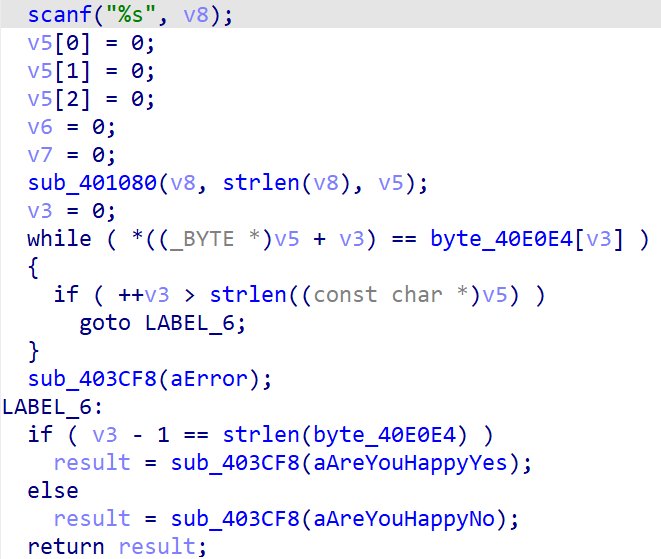 scanf("%s", v8);
v5[0] = 0;
v5[1] = 0;
v5[2] = 0;
v6 = 0;
v7 = 0;
sub_401080(v8, strlen(v8), v5);
v3 = 0;
while ( *((_BYTE *)v5 + v3) == byte_40E0E4[v3] )
{
if ( ++v3 > strlen((const char *)v5) )
goto LABEL_6;
}
sub_403CF8(aError);
LABEL_6:
if ( v3 - 1 == strlen(byte_40E0E4) )
result = sub_403CF8(aAreYouHappyYes);
else
result = sub_403CF8(aAreYouHappyNo);
return result;